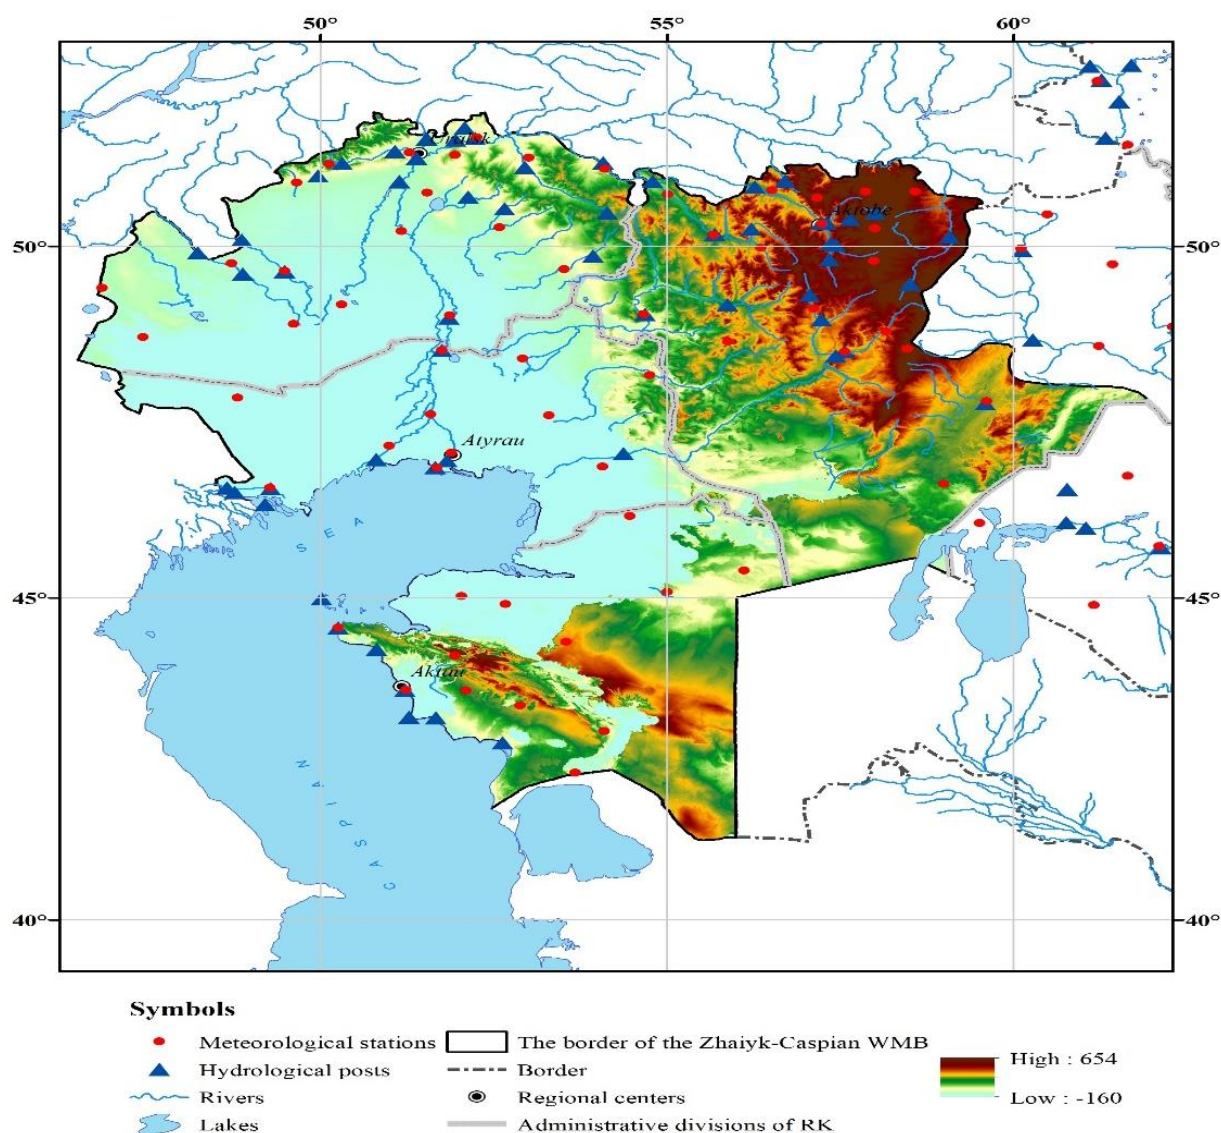 50° 55° 60°
Uralsk
Aktobe
50° 50°
Atyrau
SEA
45° 45°
Aktau
CASPIAN
40° 40°
Symbols
Meteorological stations The border of the Zhaiyk-Caspian WMB
Hydrological posts Border
Rivers Regional centers
Lakes Administrative divisions of RK
High : 654
Low : -160